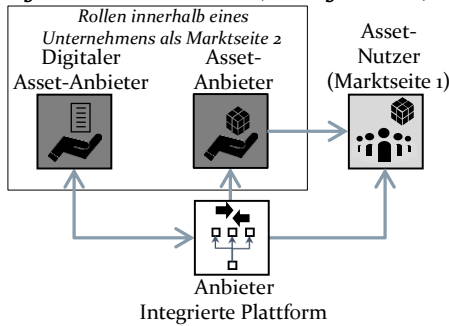 Rollen innerhalb eines
Unternehmens als Marktseite 2
Digitaler
Asset-Anbieter
Asset-
Anbieter
Asset-
Nutzer
(Marktseite 1)
Anbieter
Integrierte Plattform